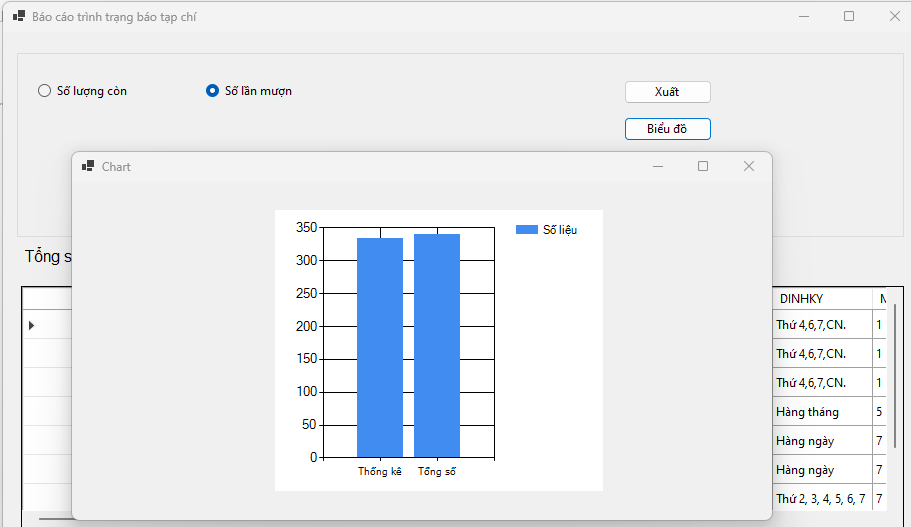 Báo cáo trình trạng báo tạp chí
Số lượng còn
Số lần mượn
Xuất
Biểu đồ
Chart
350
300
250
200
150
100
50
0
Thống kê
Tổng số
Số liệu
Tổng s
DINHKY
Thứ 4,6,7,CN. 1
Thứ 4,6,7,CN. 1
Thứ 4,6,7,CN. 1
Hàng tháng 5
Hàng ngày 7
Hàng ngày 7
Thứ 2, 3, 4, 5, 6, 7 7